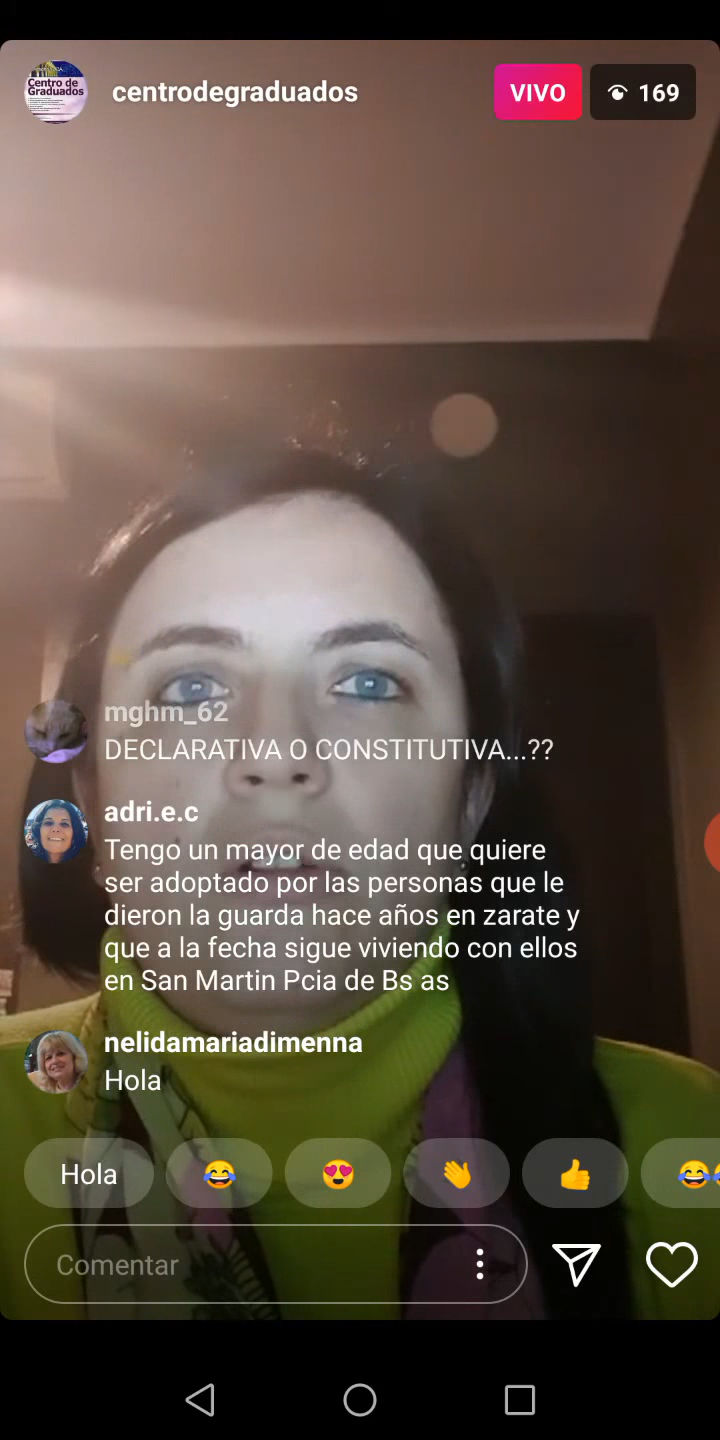 Centro de
Graduados
centrodegraduados
VIVO
169
mghm_62
DECLARATIVA O CONSTITUTIVA...??
adri.e.c
Tengo un mayor de edad que quiere
ser adoptado por las personas que le
dieron la guarda hace años en zarate y
que a la fecha sigue viviendo con ellos
en San Martin Pcia de Bs as
nelidamariadimenna
Hola
Hola
Comentar